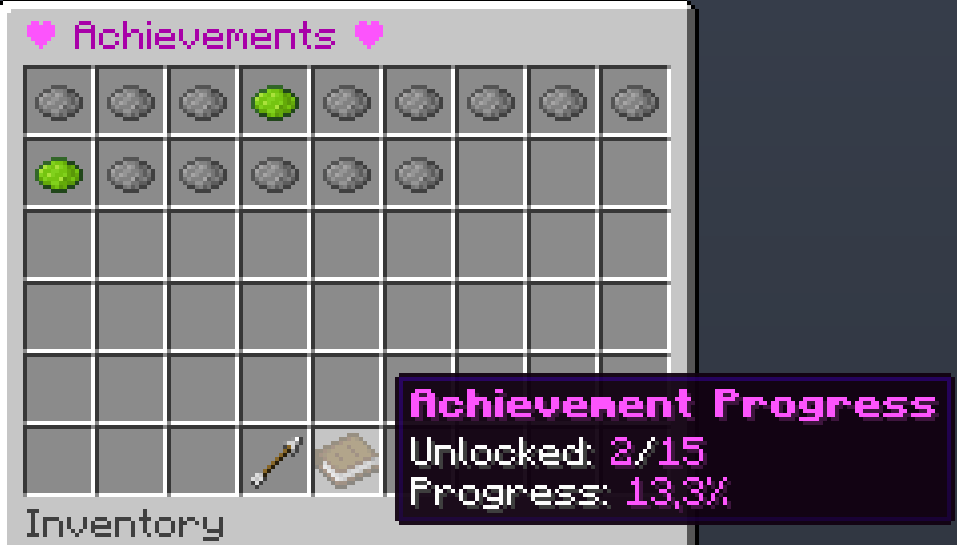 ♥ Achievements ♥
Achievement Progress
Unlocked: 2/15
Progress: 13,3%
Inventory